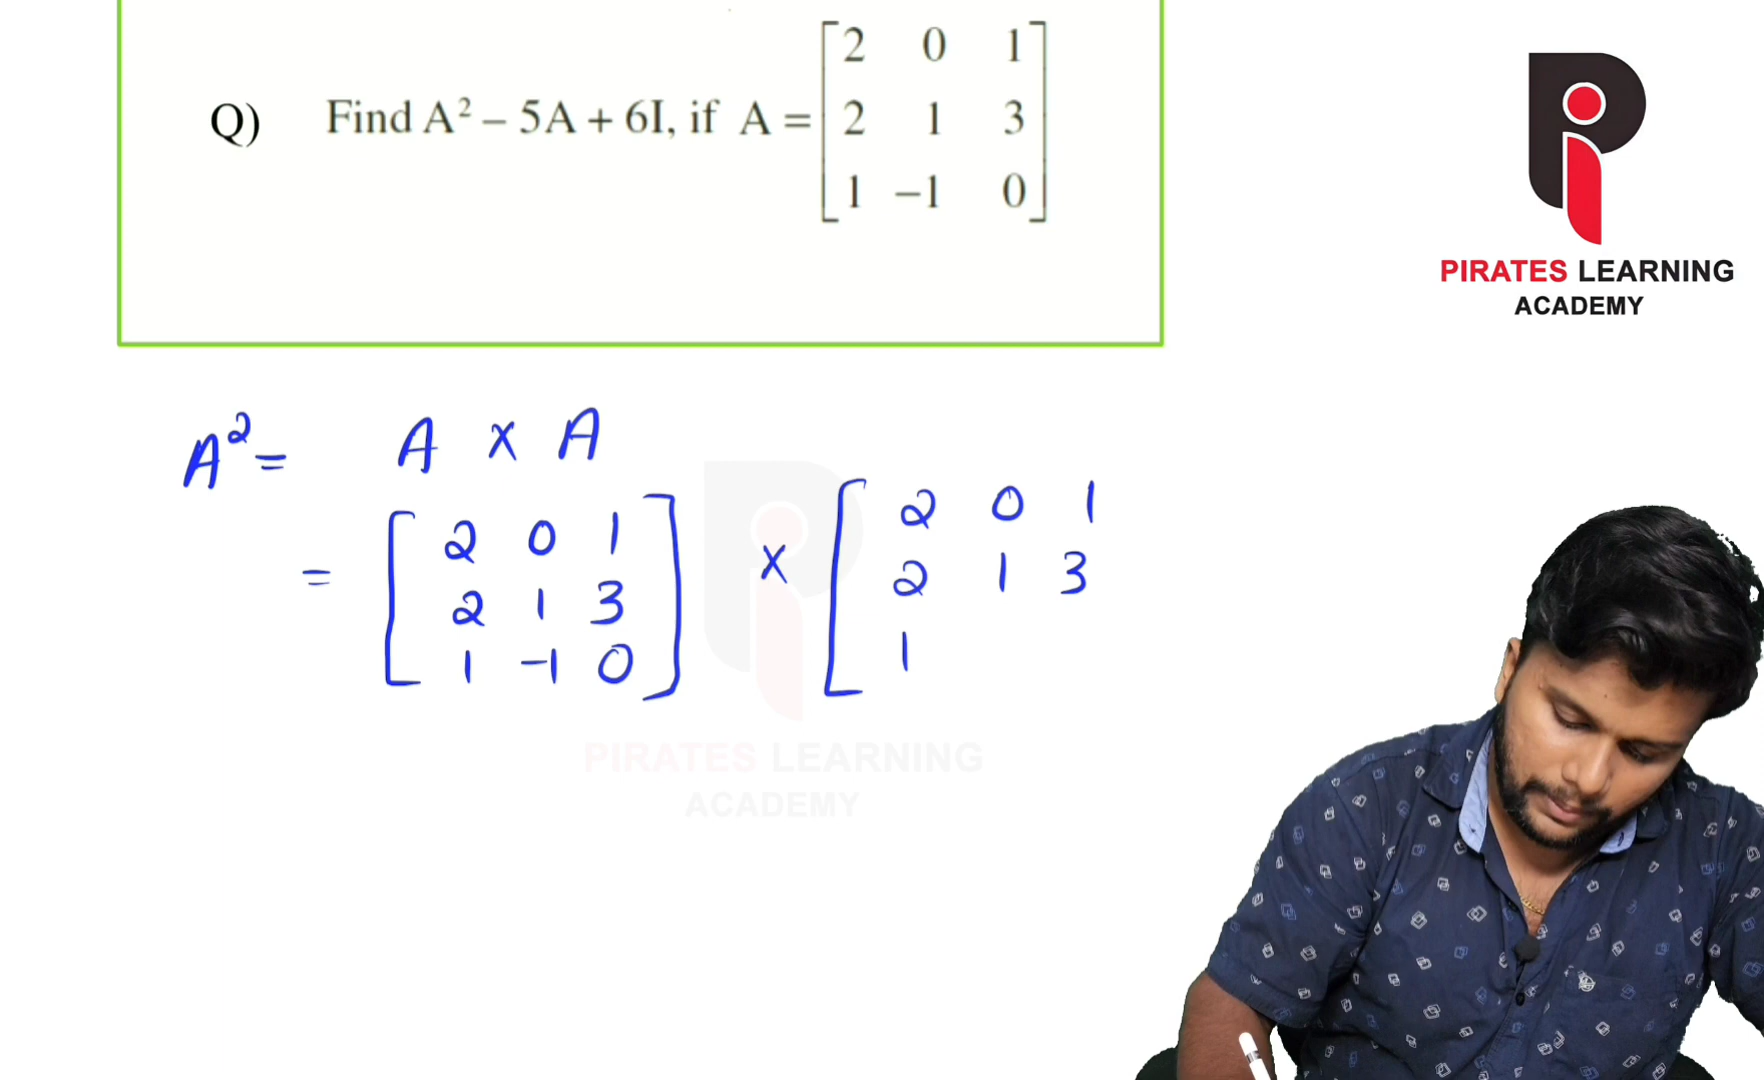 2 0 1
Q) Find A² – 5A + 6I, if A = 2 1 3
1 –1 0
PIRATES LEARNING
ACADEMY
A² = A × A
= [ 2 0 1 ] × [ 2 0 1
2 1 3 2 1 3
1 -1 0 1
PIRATES LEARNING
ACADEMY